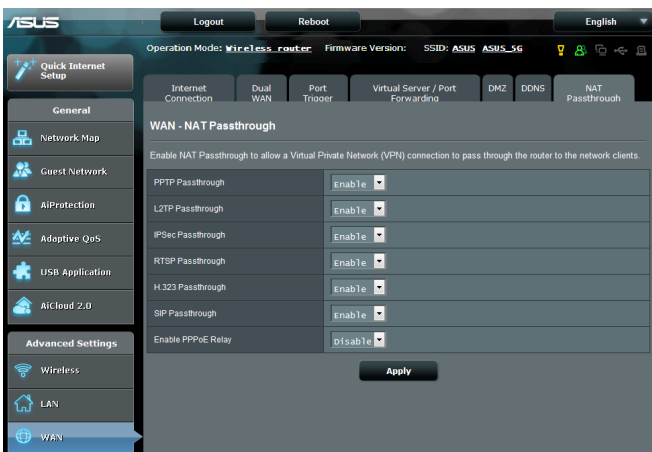 ASUS
Logout
Reboot
English
Operation Mode: Wireless router Firmware Version: SSID: ASUS ASUS_5G
Quick Internet
Setup
Internet
Connection
Dual
WAN
Port
Trigger
Virtual Server / Port
Forwarding
DMZ
DDNS
NAT
Passthrough
General
Network Map
Guest Network
AiProtection
Adaptive QoS
USB Application
AiCloud 2.0
Advanced Settings
Wireless
LAN
WAN
WAN - NAT Passthrough
Enable NAT Passthrough to allow a Virtual Private Network (VPN) connection to pass through the router to the network clients.
PPTP Passthrough Enable
L2TP Passthrough Enable
IPSec Passthrough Enable
RTSP Passthrough Enable
H.323 Passthrough Enable
SIP Passthrough Enable
Enable PPPoE Relay Disable
Apply